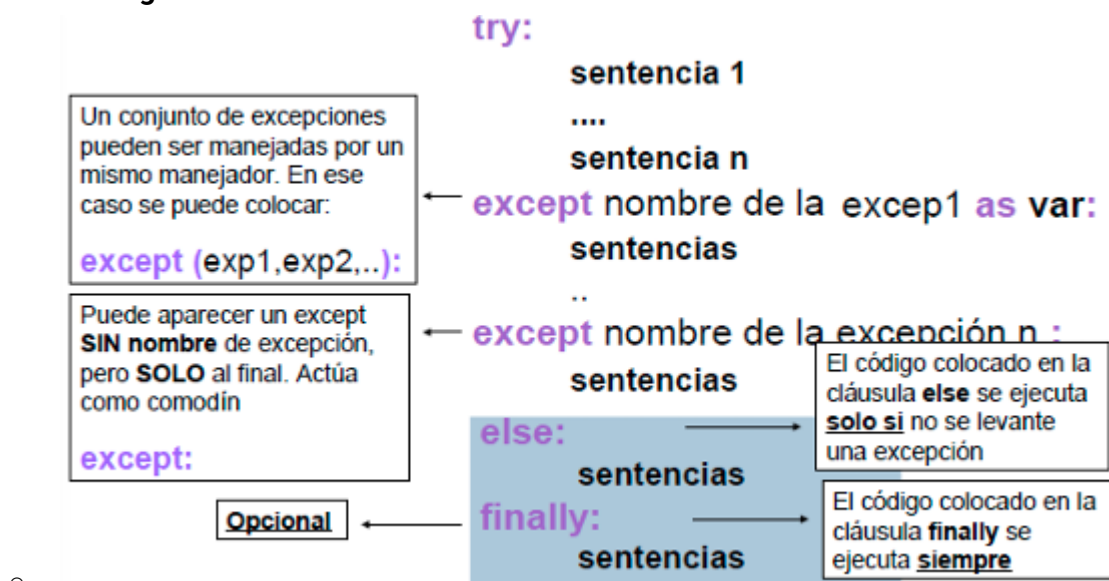 try:
sentencia 1
....
sentencia n
except nombre de la excep1 as var:
sentencias
..
except nombre de la excepción n :
sentencias
else:
sentencias
finally:
sentencias
Un conjunto de excepciones
pueden ser manejadas por un
mismo manejador. En ese
caso se puede colocar:
except (exp1,exp2,..):
Puede aparecer un except
SIN nombre de excepción,
pero SOLO al final. Actúa
como comodín
except:
Opcional
El código colocado en la
cláusula else se ejecuta
solo si no se levante
una excepción
El código colocado en la
cláusula finally se
ejecuta siempre